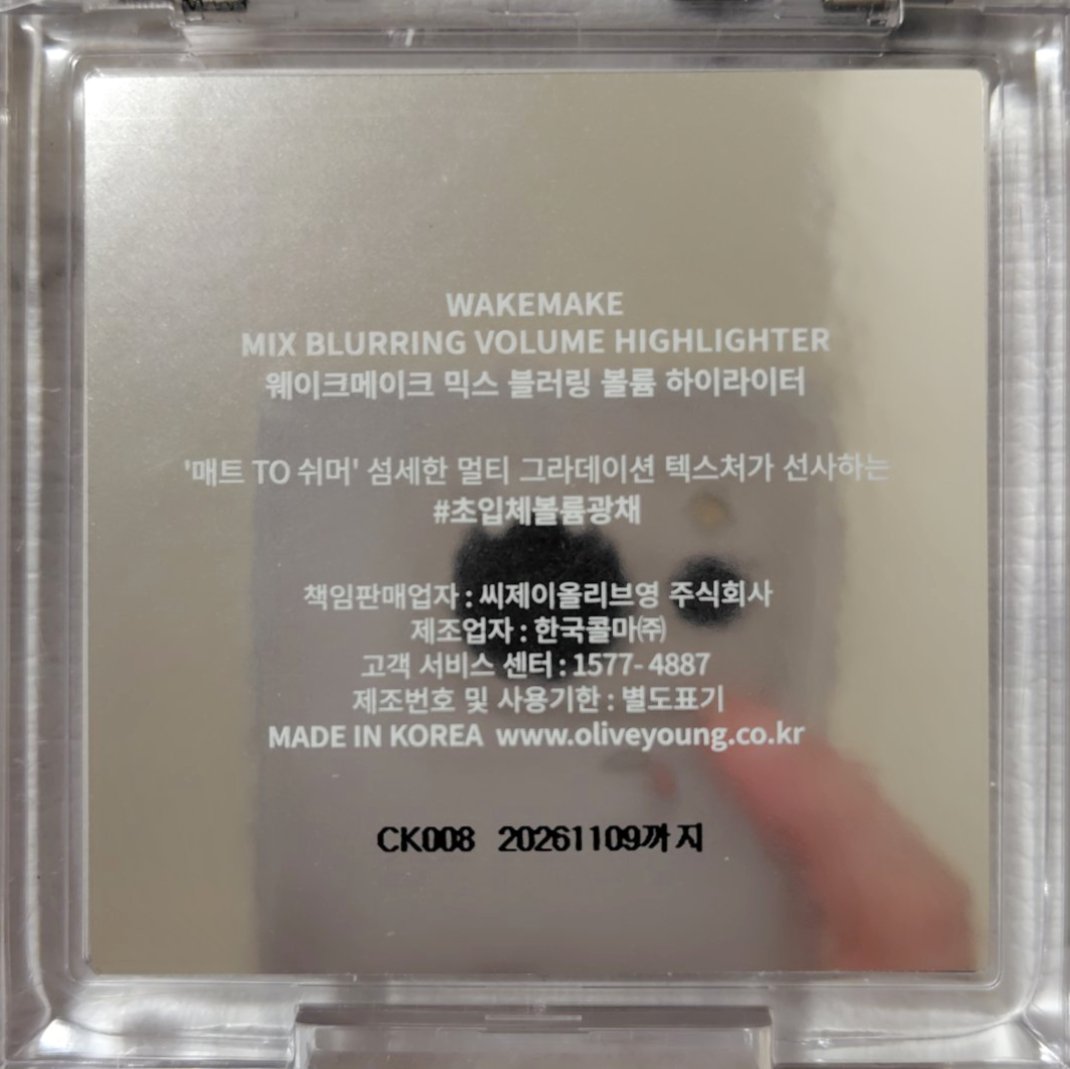 WAKEMAKE
MIX BLURRING VOLUME HIGHLIGHTER
웨이크메이크 믹스 블러링 볼륨 하이라이터
'매트 TO 쉬머' 섬세한 멀티 그라데이션 텍스처가 선사하는
#초입체볼륨광채
책임판매업자 : 씨제이올리브영 주식회사
제조업자 : 한국콜마㈜
고객 서비스 센터 : 1577- 4887
제조번호 및 사용기한 : 별도표기
MADE IN KOREA www.oliveyoung.co.kr
CK008 20261109까지